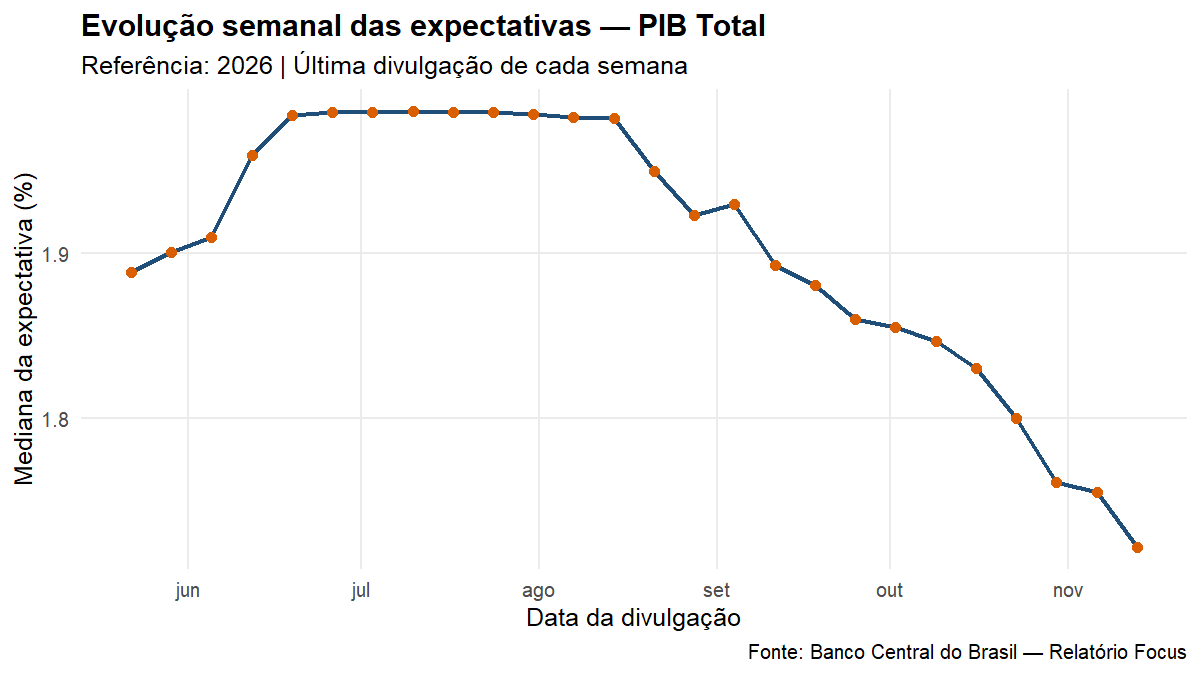 Evolução semanal das expectativas — PIB Total
Referência: 2026 | Última divulgação de cada semana
Mediana da expectativa (%)
1.9
1.8
jun jul ago set out nov
Data da divulgação
Fonte: Banco Central do Brasil — Relatório Focus